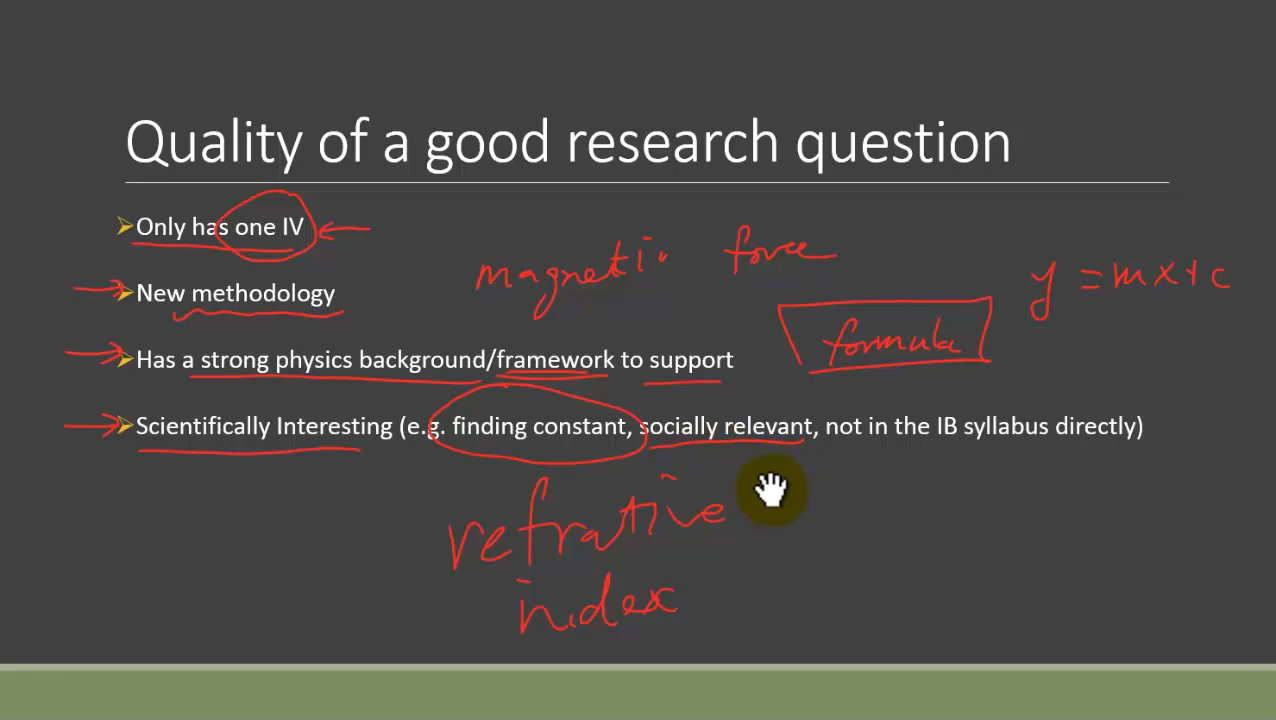 Quality of a good research question
➢Only has one IV
magnetic force
y = mx+c
➢New methodology
formula
➢Has a strong physics background/framework to support
➢Scientifically Interesting (e.g. finding constant, socially relevant, not in the IB syllabus directly)
refrative
index